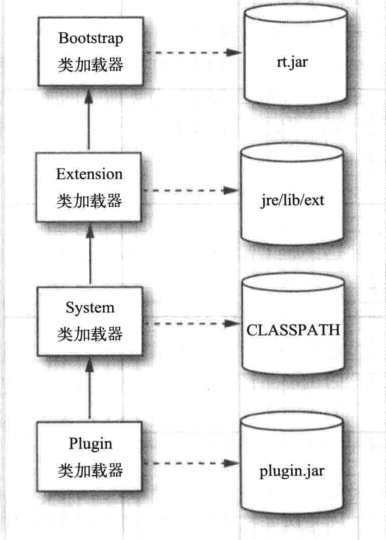 Bootstrap
类加载器
rt.jar
Extension
类加载器
jre/lib/ext
System
类加载器
CLASSPATH
Plugin
类加载器
plugin.jar